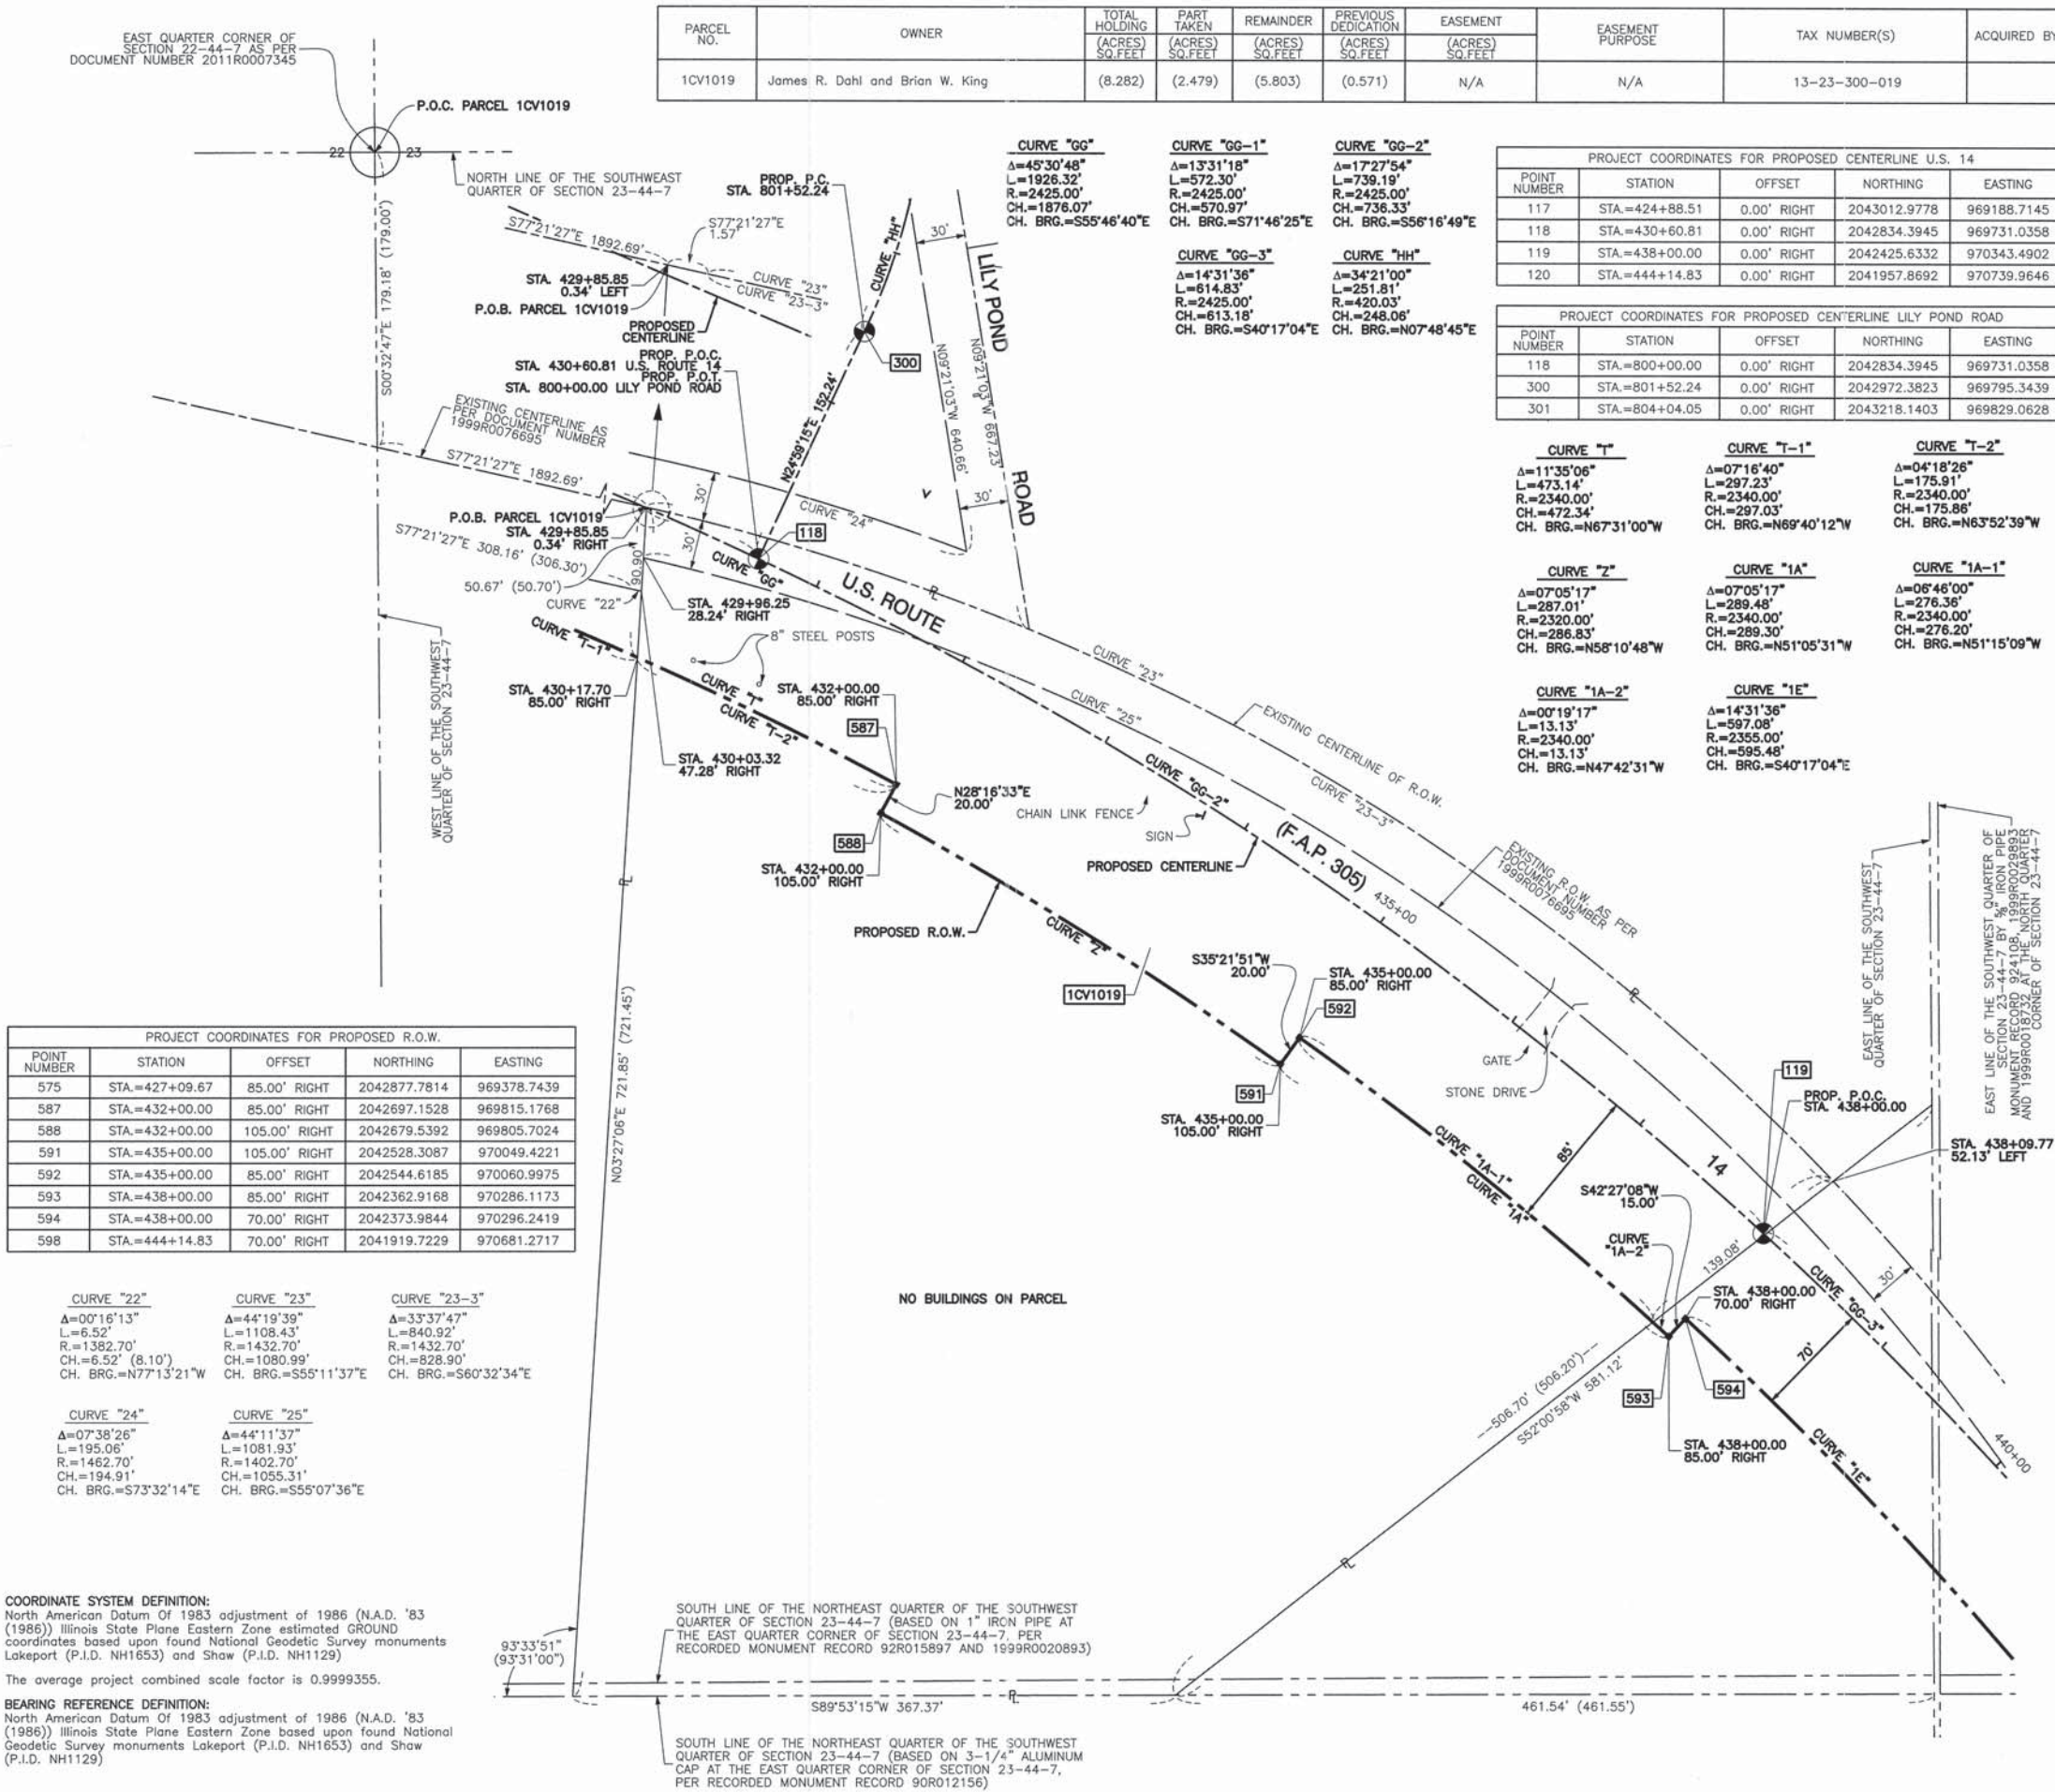 PARCEL NO.
OWNER
TOTAL HOLDING (ACRES) SQ.FEET
PART TAKEN (ACRES) SQ.FEET
REMAINDER (ACRES) SQ.FEET
PREVIOUS DEDICATION (ACRES) SQ.FEET
EASEMENT (ACRES) SQ.FEET
EASEMENT PURPOSE
TAX NUMBER(S)
ACQUIRED BY
1CV1019 James R. Dahl and Brian W. King (8.282) (2.479) (5.803) (0.571) N/A N/A 13-23-300-019
EAST QUARTER CORNER OF
SECTION 22-44-7 AS PER
DOCUMENT NUMBER 2011R0007345
P.O.C. PARCEL 1CV1019
22 23
NORTH LINE OF THE SOUTHWEST
QUARTER OF SECTION 23-44-7
S00°32'47"E 179.18' (179.00')
PROP. P.C.
STA. 801+52.24
S77°21'27"E 1892.69'
S77°21'27"E
1.57'
CURVE "23"
CURVE "23-3"
STA. 429+85.85
0.34' LEFT
P.O.B. PARCEL 1CV1019
PROPOSED
CENTERLINE
CURVE "HH"
30'
LILY POND
ROAD
300
N09°21'03"W 640.66'
N09°21'03"W 667.23'
30'
PROP. P.O.C.
STA. 430+60.81 U.S. ROUTE 14
PROP. P.O.T.
STA. 800+00.00 LILY POND ROAD
N24°59'15"E 152.24'
EXISTING CENTERLINE AS
PER DOCUMENT NUMBER
1999R0076695
S77°21'27"E 1892.69'
P.O.B. PARCEL 1CV1019
STA. 429+85.85
0.34' RIGHT
30'
30'
CURVE "24"
118
S77°21'27"E 308.16' (306.30')
50.67' (50.70')
90.90'
CURVE "22"
CURVE "GG"
STA. 429+96.25
28.24' RIGHT
U.S. ROUTE
CURVE "T-1"
8" STEEL POSTS
STA. 430+17.70
85.00' RIGHT
CURVE "T"
CURVE "T-2"
STA. 432+00.00
85.00' RIGHT
587
STA. 430+03.32
47.28' RIGHT
WEST LINE OF THE SOUTHWEST
QUARTER OF SECTION 23-44-7
588
STA. 432+00.00
105.00' RIGHT
N28°16'33"E
20.00'
CURVE "23"
CURVE "25"
EXISTING CENTERLINE OF R.O.W.
CURVE "23-3"
CHAIN LINK FENCE
SIGN
CURVE "GG-2"
PROPOSED CENTERLINE
(F.A.P. 305)
435+00
EXISTING R.O.W. AS PER
DOCUMENT NUMBER
1999R0076695
PROPOSED R.O.W.
CURVE "Z"
1CV1019
S35°21'51"W
20.00'
STA. 435+00.00
85.00' RIGHT
592
591
STA. 435+00.00
105.00' RIGHT
GATE
STONE DRIVE
CURVE "1A-1"
CURVE "1A"
85'
14
119
PROP. P.O.C.
STA. 438+00.00
STA. 438+09.77
52.13' LEFT
S42°27'08"W
15.00'
CURVE
"1A-2"
139.08'
STA. 438+00.00
70.00' RIGHT
CURVE "GG-3"
30'
70'
593
594
STA. 438+00.00
85.00' RIGHT
CURVE "1E"
440+00
506.70' (506.20')
S52°00'58"W 581.12'
N03°27'06"E 721.85' (721.45')
NO BUILDINGS ON PARCEL
EAST LINE OF THE SOUTHWEST
QUARTER OF SECTION 23-44-7
EAST LINE OF THE SOUTHWEST QUARTER OF
SECTION 23-44-7 BY 5/8" IRON PIPE
MONUMENT RECORD 924108, 1999R0029893
AND 1999R0018732 AT THE NORTH QUARTER
CORNER OF SECTION 23-44-7
CURVE "GG"
Δ=45°30'48"
L=1926.32'
R.=2425.00'
CH.=1876.07'
CH. BRG.=S55°46'40"E
CURVE "GG-1"
Δ=13°31'18"
L=572.30'
R.=2425.00'
CH.=570.97'
CH. BRG.=S71°46'25"E
CURVE "GG-2"
Δ=17°27'54"
L=739.19'
R.=2425.00'
CH.=736.33'
CH. BRG.=S56°16'49"E
CURVE "GG-3"
Δ=14°31'36"
L=614.83'
R.=2425.00'
CH=613.18'
CH. BRG.=S40°17'04"E
CURVE "HH"
Δ=34°21'00"
L=251.81'
R.=420.03'
CH=248.06'
CH. BRG.=N07°48'45"E
PROJECT COORDINATES FOR PROPOSED CENTERLINE U.S. 14
POINT NUMBER STATION OFFSET NORTHING EASTING
117 STA.=424+88.51 0.00' RIGHT 2043012.9778 969188.7145
118 STA.=430+60.81 0.00' RIGHT 2042834.3945 969731.0358
119 STA.=438+00.00 0.00' RIGHT 2042425.6332 970343.4902
120 STA.=444+14.83 0.00' RIGHT 2041957.8692 970739.9646
PROJECT COORDINATES FOR PROPOSED CENTERLINE LILY POND ROAD
POINT NUMBER STATION OFFSET NORTHING EASTING
118 STA.=800+00.00 0.00' RIGHT 2042834.3945 969731.0358
300 STA.=801+52.24 0.00' RIGHT 2042972.3823 969795.3439
301 STA.=804+04.05 0.00' RIGHT 2043218.1403 969829.0628
CURVE "T"
Δ=11°35'06"
L=473.14'
R.=2340.00'
CH.=472.34'
CH. BRG.=N67°31'00"W
CURVE "T-1"
Δ=07°16'40"
L=297.23'
R.=2340.00'
CH=297.03'
CH. BRG.=N69°40'12"W
CURVE "T-2"
Δ=04°18'26"
L=175.91'
R.=2340.00'
CH=175.86'
CH. BRG.=N63°52'39"W
CURVE "Z"
Δ=07°05'17"
L=287.01'
R.=2320.00'
CH.=286.83'
CH. BRG.=N58°10'48"W
CURVE "1A"
Δ=07°05'17"
L=289.48'
R.=2340.00'
CH.=289.30'
CH. BRG.=N51°05'31"W
CURVE "1A-1"
Δ=06°46'00"
L=276.36'
R.=2340.00'
CH.=276.20'
CH. BRG.=N51°15'09"W
CURVE "1A-2"
Δ=00°19'17"
L=13.13'
R.=2340.00'
CH=13.13'
CH. BRG.=N47°42'31"W
CURVE "1E"
Δ=14°31'36"
L=597.08'
R.=2355.00'
CH.=595.48'
CH. BRG.=S40°17'04"E
PROJECT COORDINATES FOR PROPOSED R.O.W.
POINT NUMBER STATION OFFSET NORTHING EASTING
575 STA.=427+09.67 85.00' RIGHT 2042877.7814 969378.7439
587 STA.=432+00.00 85.00' RIGHT 2042697.1528 969815.1768
588 STA.=432+00.00 105.00' RIGHT 2042679.5392 969805.7024
591 STA.=435+00.00 105.00' RIGHT 2042528.3087 970049.4221
592 STA.=435+00.00 85.00' RIGHT 2042544.6185 970060.9975
593 STA.=438+00.00 85.00' RIGHT 2042362.9168 970286.1173
594 STA.=438+00.00 70.00' RIGHT 2042373.9844 970296.2419
598 STA.=444+14.83 70.00' RIGHT 2041919.7229 970681.2717
CURVE "22"
Δ=00°16'13"
L.=6.52'
R.=1382.70'
CH.=6.52' (8.10')
CH. BRG.=N77°13'21"W
CURVE "23"
Δ=44°19'39"
L.=1108.43'
R.=1432.70'
CH.=1080.99'
CH. BRG.=S55°11'37"E
CURVE "23-3"
Δ=33°37'47"
L.=840.92'
R.=1432.70'
CH.=828.90'
CH. BRG.=S60°32'34"E
CURVE "24"
Δ=07°38'26"
L.=195.06'
R.=1462.70'
CH.=194.91'
CH. BRG.=S73°32'14"E
CURVE "25"
Δ=44°11'37"
L.=1081.93'
R.=1402.70'
CH.=1055.31'
CH. BRG.=S55°07'36"E
COORDINATE SYSTEM DEFINITION:
North American Datum Of 1983 adjustment of 1986 (N.A.D. '83
(1986)) Illinois State Plane Eastern Zone estimated GROUND
coordinates based upon found National Geodetic Survey monuments
Lakeport (P.I.D. NH1653) and Shaw (P.I.D. NH1129)
The average project combined scale factor is 0.9999355.
BEARING REFERENCE DEFINITION:
North American Datum Of 1983 adjustment of 1986 (N.A.D. '83
(1986)) Illinois State Plane Eastern Zone based upon found National
Geodetic Survey monuments Lakeport (P.I.D. NH1653) and Shaw
(P.I.D. NH1129)
93°33'51"
(93°31'00")
SOUTH LINE OF THE NORTHEAST QUARTER OF THE SOUTHWEST
QUARTER OF SECTION 23-44-7 (BASED ON 1" IRON PIPE AT
THE EAST QUARTER CORNER OF SECTION 23-44-7, PER
RECORDED MONUMENT RECORD 92R015897 AND 1999R0020893)
S89°53'15"W 367.37'
461.54' (461.55')
SOUTH LINE OF THE NORTHEAST QUARTER OF THE SOUTHWEST
QUARTER OF SECTION 23-44-7 (BASED ON 3-1/4" ALUMINUM
CAP AT THE EAST QUARTER CORNER OF SECTION 23-44-7,
PER RECORDED MONUMENT RECORD 90R012156)